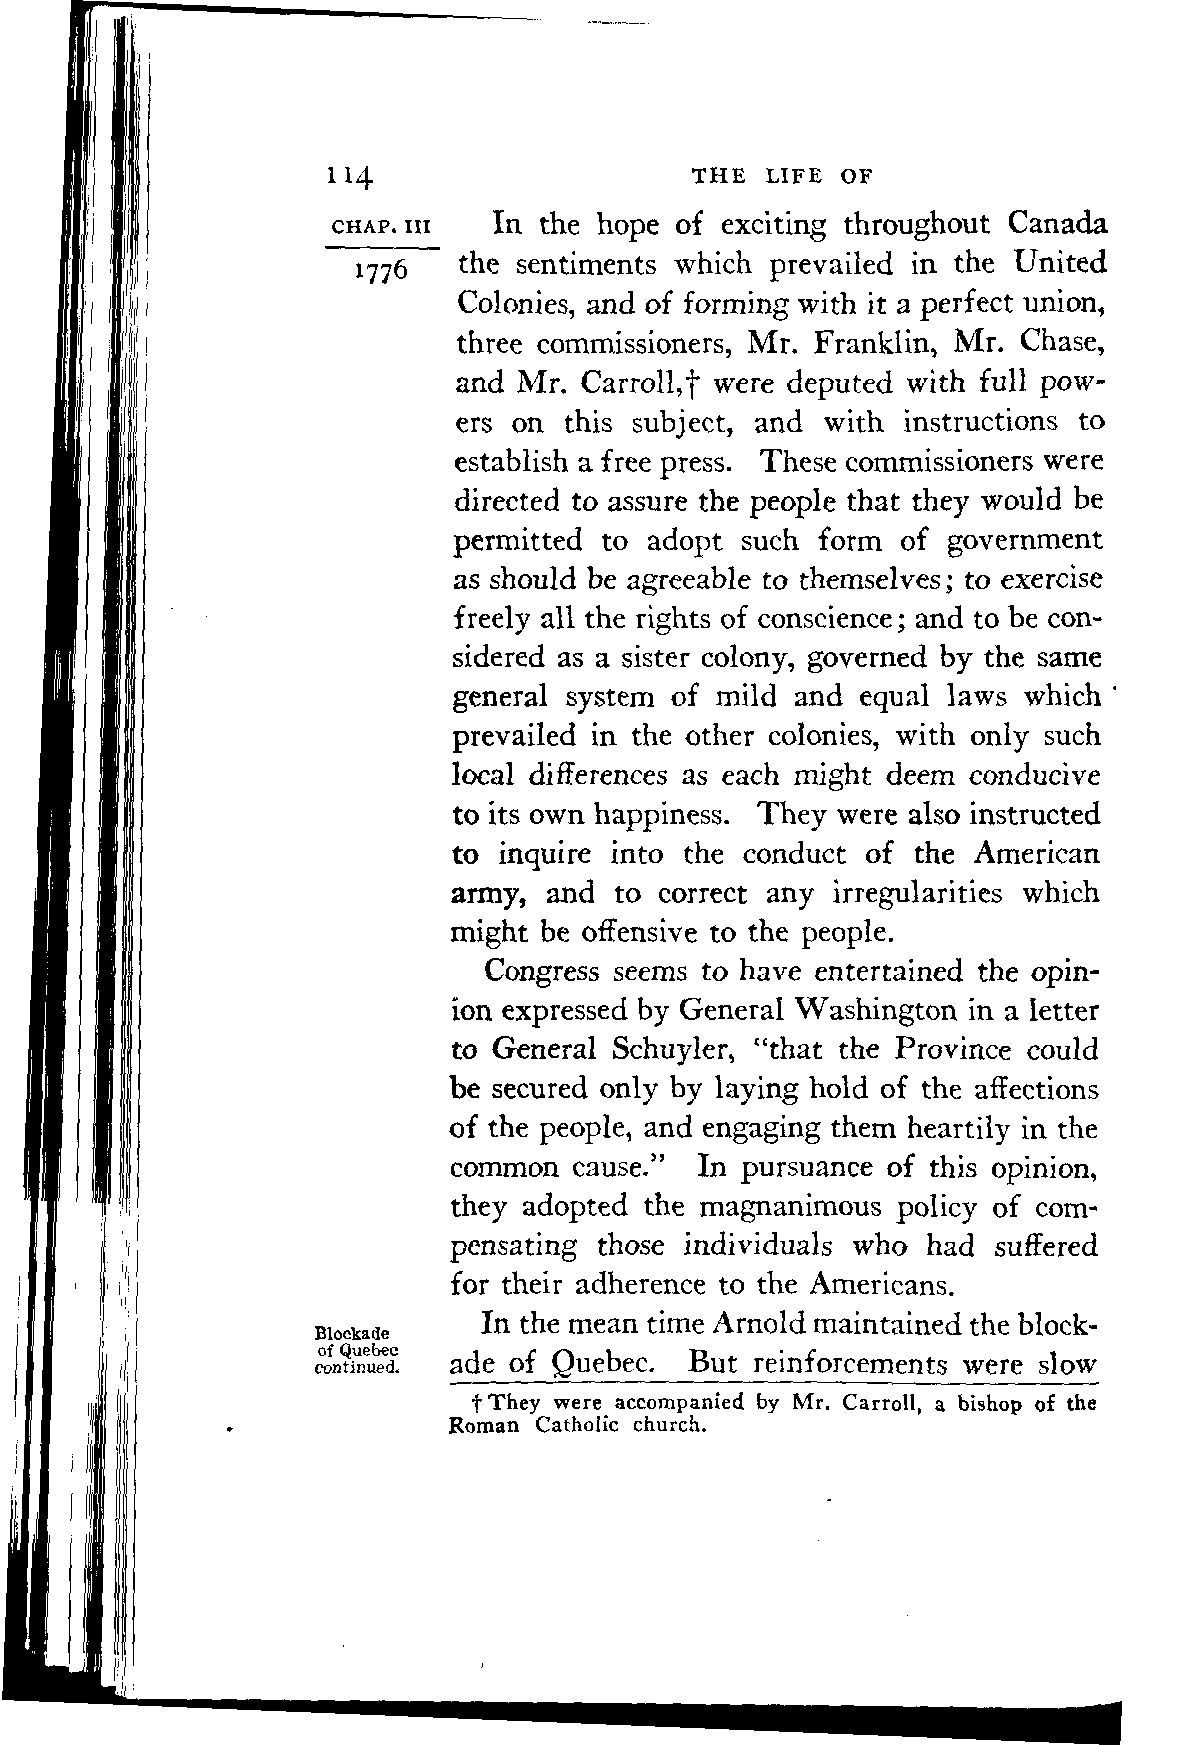 114 THE LIFE OF
CHAP. III
1776
In the hope of exciting throughout Canada
the sentiments which prevailed in the United
Colonies, and of forming with it a perfect union,
three commissioners, Mr. Franklin, Mr. Chase,
and Mr. Carroll,† were deputed with full pow-
ers on this subject, and with instructions to
establish a free press. These commissioners were
directed to assure the people that they would be
permitted to adopt such form of government
as should be agreeable to themselves; to exercise
freely all the rights of conscience; and to be con-
sidered as a sister colony, governed by the same
general system of mild and equal laws which
prevailed in the other colonies, with only such
local differences as each might deem conducive
to its own happiness. They were also instructed
to inquire into the conduct of the American
army, and to correct any irregularities which
might be offensive to the people.
Congress seems to have entertained the opin-
ion expressed by General Washington in a letter
to General Schuyler, “that the Province could
be secured only by laying hold of the affections
of the people, and engaging them heartily in the
common cause.” In pursuance of this opinion,
they adopted the magnanimous policy of com-
pensating those individuals who had suffered
for their adherence to the Americans.
Blockade
of Quebec
continued.
In the mean time Arnold maintained the block-
ade of Quebec. But reinforcements were slow
† They were accompanied by Mr. Carroll, a bishop of the
Roman Catholic church.